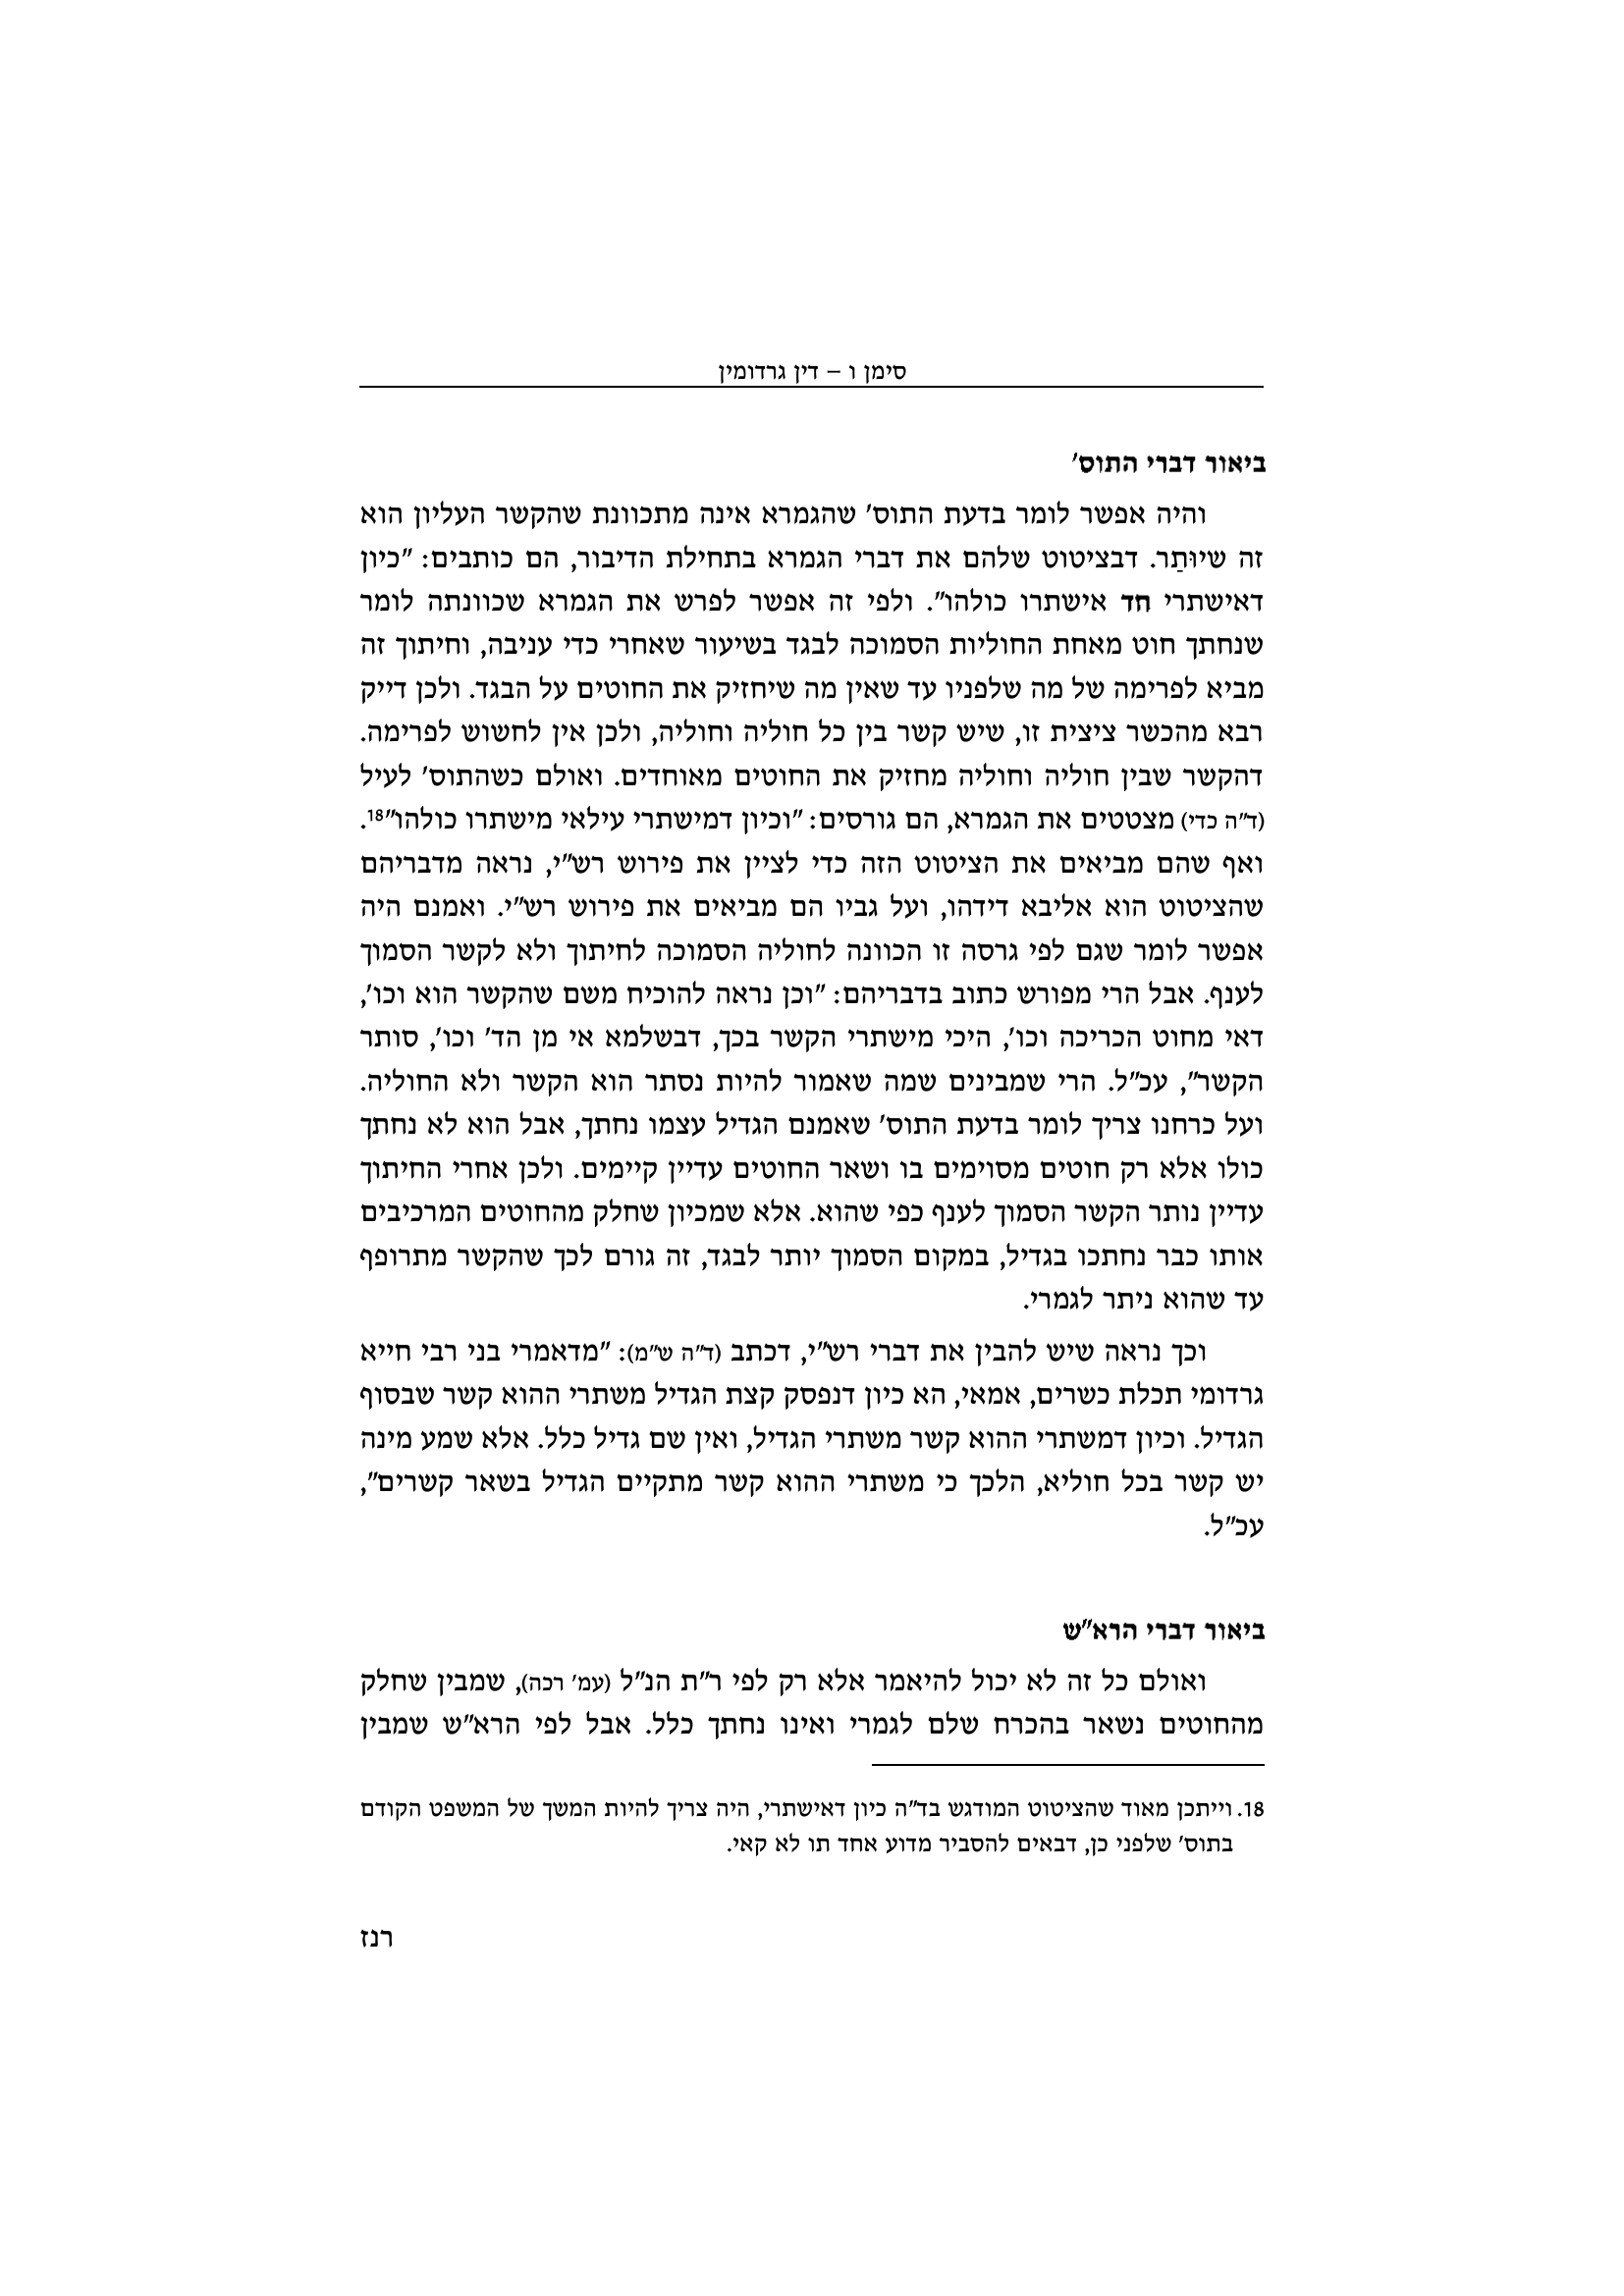 סימן ו – דין גרדומין
ביאור דברי התוס'
והיה אפשר לומר בדעת התוס' שהגמרא אינה מתכוונת שהקשר העליון הוא
זה שיוּתַר. דבציטוט שלהם את דברי הגמרא בתחילת הדיבור, הם כותבים: "כיון
דאישתרי חד אישתרו כולהו". ולפי זה אפשר לפרש את הגמרא שכוונתה לומר
שנחתך חוט מאחת החוליות הסמוכה לבגד בשיעור שאחרי כדי עניבה, וחיתוך זה
מביא לפרימה של מה שלפניו עד שאין מה שיחזיק את החוטים על הבגד. ולכן דייק
רבא מהכשר ציצית זו, שיש קשר בין כל חוליה וחוליה, ולכן אין לחשוש לפרימה.
דהקשר שבין חוליה וחוליה מחזיק את החוטים מאוחדים. ואולם כשהתוס' לעיל
(ד"ה כדי) מצטטים את הגמרא, הם גורסים: "וכיון דמישתרי עילאי מישתרו כולהו"18.
ואף שהם מביאים את הציטוט הזה כדי לציין את פירוש רש"י, נראה מדבריהם
שהציטוט הוא אליבא דידהו, ועל גביו הם מביאים את פירוש רש"י. ואמנם היה
אפשר לומר שגם לפי גרסה זו הכוונה לחוליה הסמוכה לחיתוך ולא לקשר הסמוך
לענף. אבל הרי מפורש כתוב בדבריהם: "וכן נראה להוכיח משם שהקשר הוא וכו',
דאי מחוט הכריכה וכו', היכי מישתרי הקשר בכך, דבשלמא אי מן הד' וכו', סותר
הקשר", עכ"ל. הרי שמבינים שמה שאמור להיות נסתר הוא הקשר ולא החוליה.
ועל כרחנו צריך לומר בדעת התוס' שאמנם הגדיל עצמו נחתך, אבל הוא לא נחתך
כולו אלא רק חוטים מסוימים בו ושאר החוטים עדיין קיימים. ולכן אחרי החיתוך
עדיין נותר הקשר הסמוך לענף כפי שהוא. אלא שמכיון שחלק מהחוטים המרכיבים
אותו כבר נחתכו בגדיל, במקום הסמוך יותר לבגד, זה גורם לכך שהקשר מתרופף
עד שהוא ניתר לגמרי.
וכך נראה שיש להבין את דברי רש"י, דכתב (ד"ה ש"מ): "מדאמרי בני רבי חייא
גרדומי תכלת כשרים, אמאי, הא כיון דנפסק קצת הגדיל משתרי ההוא קשר שבסוף
הגדיל. וכיון דמשתרי ההוא קשר משתרי הגדיל, ואין שם גדיל כלל. אלא שמע מינה
יש קשר בכל חוליא, הלכך כי משתרי ההוא קשר מתקיים הגדיל בשאר קשרים",
עכ"ל.
ביאור דברי הרא"ש
ואולם כל זה לא יכול להיאמר אלא רק לפי ר"ת הנ"ל (עמ' רכה), שמבין שחלק
מהחוטים נשאר בהכרח שלם לגמרי ואינו נחתך כלל. אבל לפי הרא"ש שמבין
18. וייתכן מאוד שהציטוט המודגש בד"ה כיון דאישתרי, היה צריך להיות המשך של המשפט הקודם
בתוס' שלפני כן, דבאים להסביר מדוע אחד תו לא קאי.
רנז